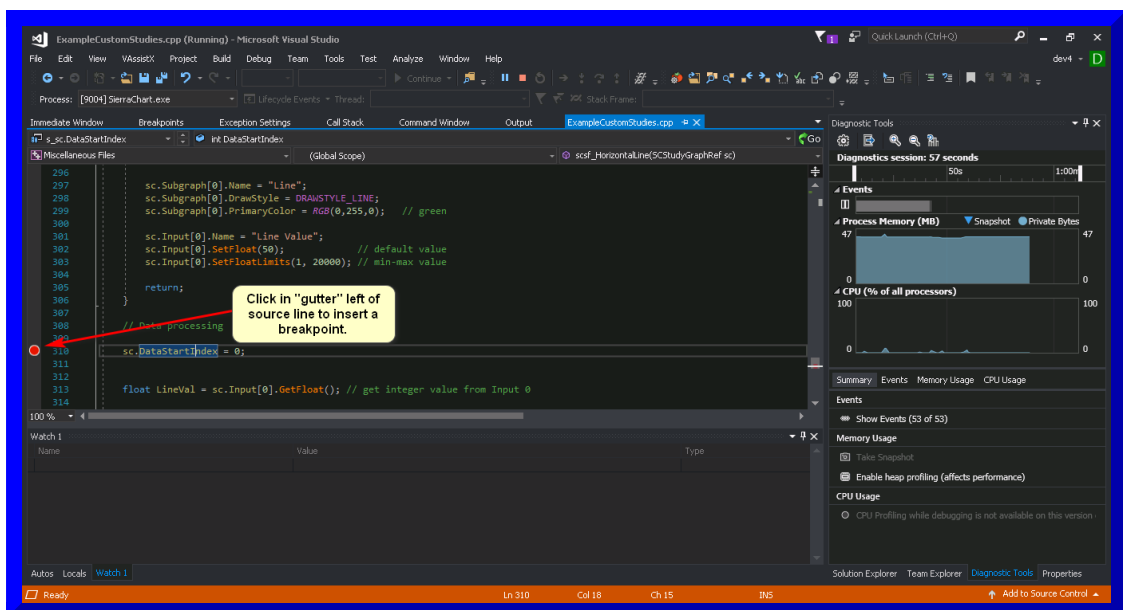 ExampleCustomStudies.cpp (Running) - Microsoft Visual Studio
1
Quick Launch (Ctrl+Q)
File Edit View VAssistX Project Build Debug Team Tools Test Analyze Window Help
dev4
D
Continue
Process: [9004] SierraChart.exe
Lifecycle Events
Thread:
Stack Frame:
Immediate Window Breakpoints Exception Settings Call Stack Command Window Output ExampleCustomStudies.cpp
s_sc.DataStartIndex
int DataStartIndex
Go
Miscellaneous Files
(Global Scope)
scsf_HorizontalLine(SCStudyGraphRef sc)
296
297 sc.Subgraph[0].Name = "Line";
298 sc.Subgraph[0].DrawStyle = DRAWSTYLE_LINE;
299 sc.Subgraph[0].PrimaryColor = RGB(0,255,0); // green
300
301 sc.Input[0].Name = "Line Value";
302 sc.Input[0].SetFloat(50); // default value
303 sc.Input[0].SetFloatLimits(1, 20000); // min-max value
304
305 return;
306 }
307
308 // Data processing
309
310 sc.DataStartIndex = 0;
311
312
313 float LineVal = sc.Input[0].GetFloat(); // get integer value from Input 0
314
Click in "gutter" left of
source line to insert a
breakpoint.
100 %
Watch 1
Name Value Type
Autos Locals Watch 1
Diagnostic Tools
Diagnostics session: 57 seconds
50s 1:00m
Events
Process Memory (MB) Snapshot Private Bytes
47 47
0 0
CPU (% of all processors)
100 100
0 0
Summary Events Memory Usage CPU Usage
Events
Show Events (53 of 53)
Memory Usage
Take Snapshot
Enable heap profiling (affects performance)
CPU Usage
CPU Profiling while debugging is not available on this version
Solution Explorer Team Explorer Diagnostic Tools Properties
Ready Ln 310 Col 18 Ch 15 INS Add to Source Control